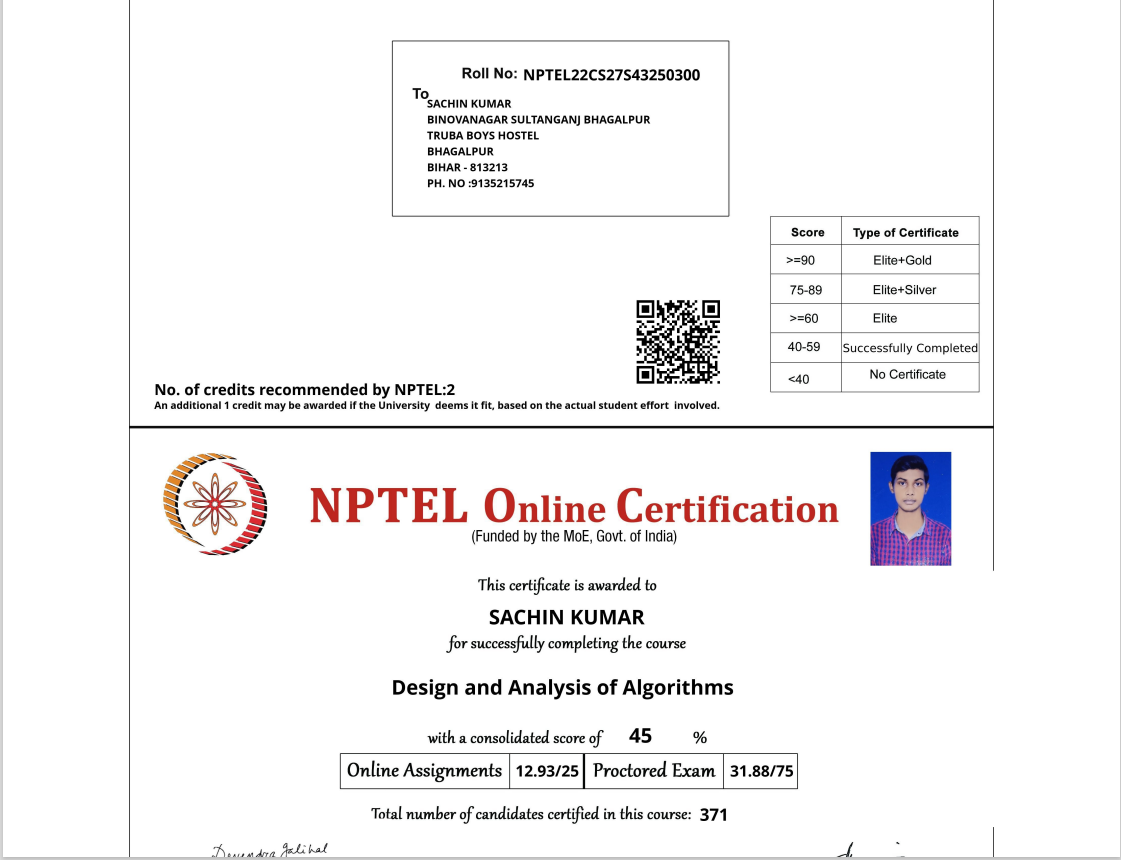 Roll No: NPTEL22CS27S43250300
To
SACHIN KUMAR
BINOVANAGAR SULTANGANJ BHAGALPUR
TRUBA BOYS HOSTEL
BHAGALPUR
BIHAR - 813213
PH. NO :9135215745
Score Type of Certificate
>=90 Elite+Gold
75-89 Elite+Silver
>=60 Elite
40-59 Successfully Completed
<40 No Certificate
No. of credits recommended by NPTEL:2
An additional 1 credit may be awarded if the University deems it fit, based on the actual student effort involved.
NPTEL Online Certification
(Funded by the MoE, Govt. of India)
This certificate is awarded to
SACHIN KUMAR
for successfully completing the course
Design and Analysis of Algorithms
with a consolidated score of 45 %
Online Assignments 12.93/25 Proctored Exam 31.88/75
Total number of candidates certified in this course: 371